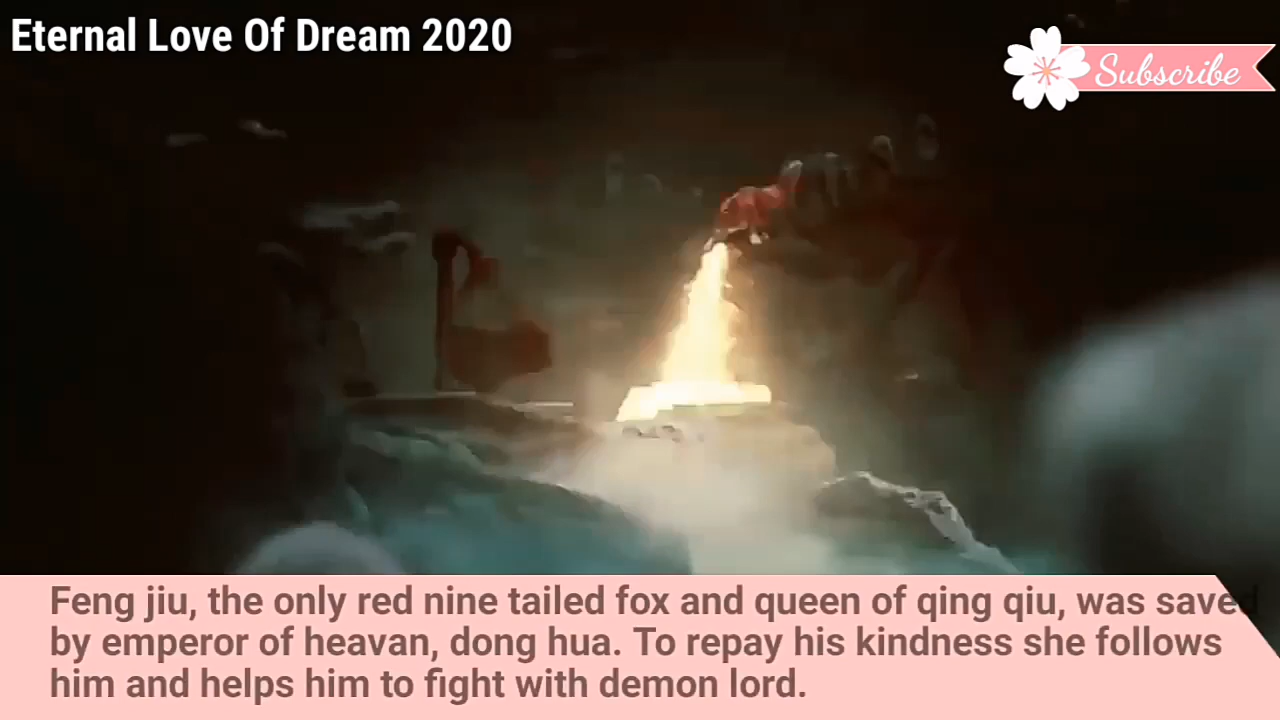 Eternal Love Of Dream 2020
Subscribe
Feng jiu, the only red nine tailed fox and queen of qing qiu, was saved
by emperor of heavan, dong hua. To repay his kindness she follows
him and helps him to fight with demon lord.